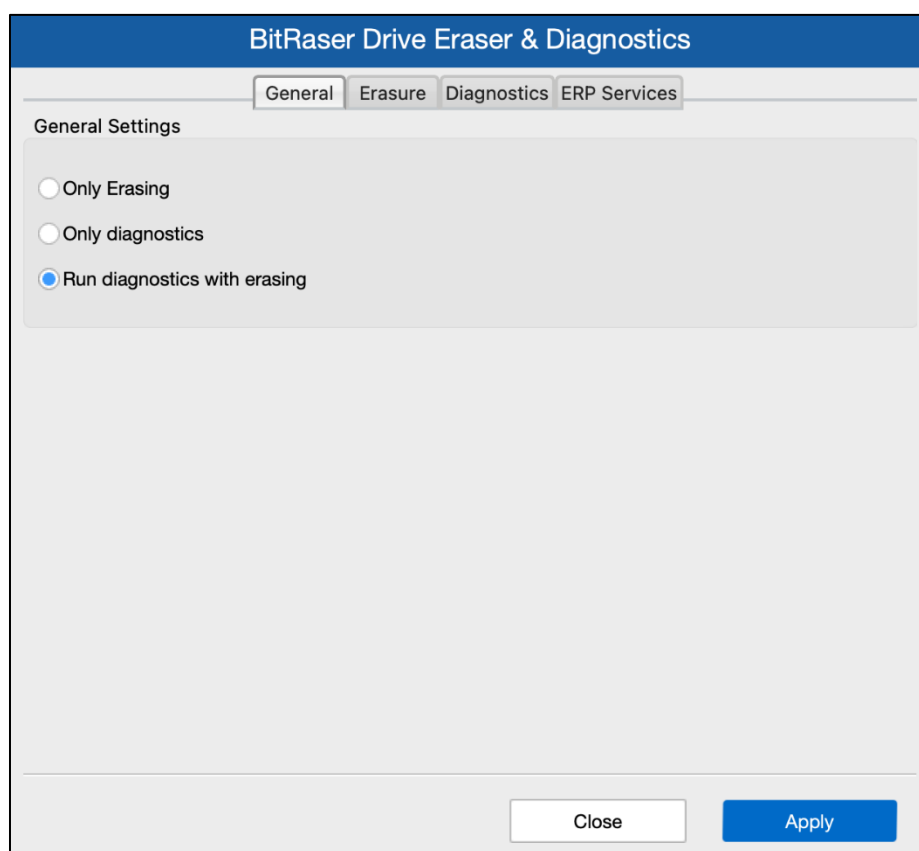 BitRaser Drive Eraser & Diagnostics
General Erasure Diagnostics ERP Services
General Settings
Only Erasing
Only diagnostics
Run diagnostics with erasing
Close Apply